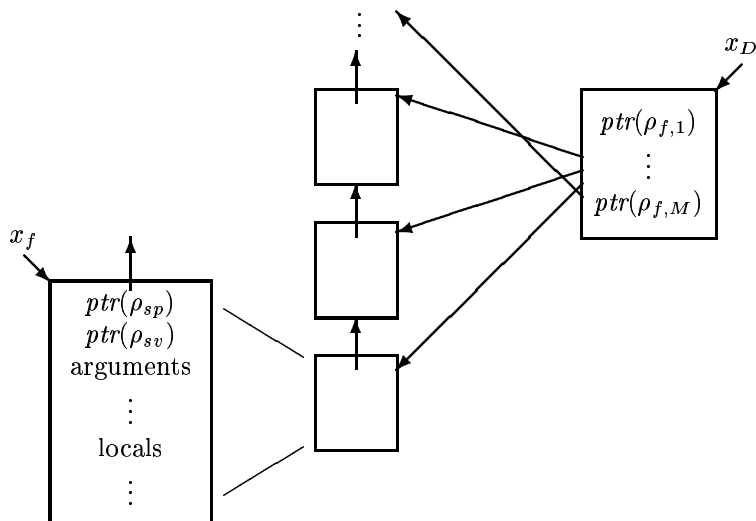 ⋮
x_D
ptr(ρ_{f,1})
⋮
ptr(ρ_{f,M})
x_f
ptr(ρ_{sp})
ptr(ρ_{sv})
arguments
⋮
locals
⋮